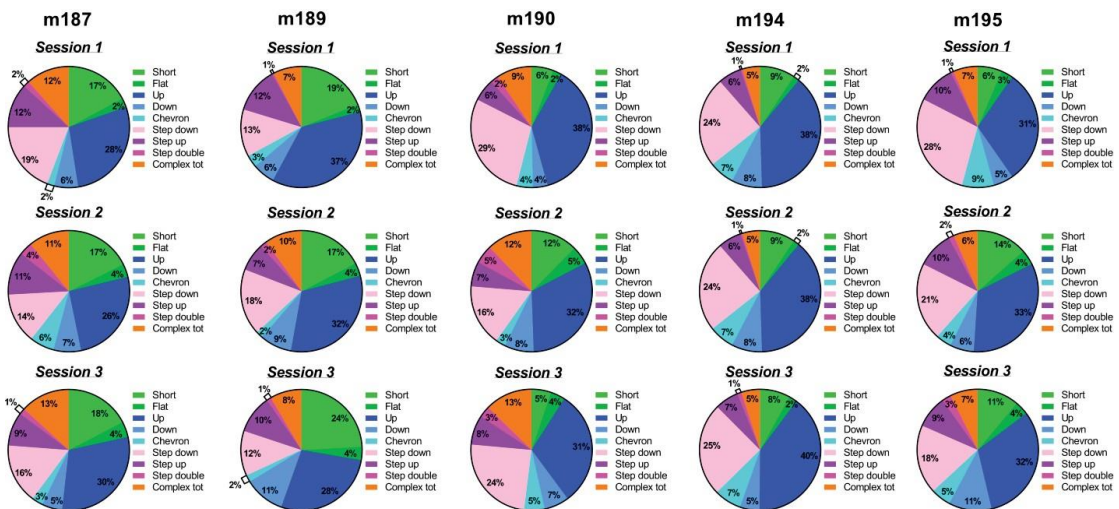 m187
m189
m190
m194
m195
Session 1
2%
12%
17%
2%
12%
28%
19%
6%
2%
Short
Flat
Up
Down
Chevron
Step down
Step up
Step double
Complex tot
Session 1
1%
7%
19%
12%
2%
13%
3%
6%
37%
Short
Flat
Up
Down
Chevron
Step down
Step up
Step double
Complex tot
Session 1
9%
6%
2%
2%
6%
38%
29%
4%
4%
Short
Flat
Up
Down
Chevron
Step down
Step up
Step double
Complex tot
Session 1
1%
5%
9%
2%
6%
24%
38%
7%
8%
Short
Flat
Up
Down
Chevron
Step down
Step up
Step double
Complex tot
Session 1
1%
7%
6%
3%
10%
31%
28%
5%
9%
Short
Flat
Up
Down
Chevron
Step down
Step up
Step double
Complex tot
Session 2
11%
17%
4%
4%
11%
26%
14%
6%
7%
Short
Flat
Up
Down
Chevron
Step down
Step up
Step double
Complex tot
Session 2
10%
17%
2%
7%
4%
18%
32%
2%
9%
Short
Flat
Up
Down
Chevron
Step down
Step up
Step double
Complex tot
Session 2
12%
12%
5%
5%
7%
16%
32%
3%
8%
Short
Flat
Up
Down
Chevron
Step down
Step up
Step double
Complex tot
Session 2
1%
5%
9%
2%
6%
24%
38%
7%
8%
Short
Flat
Up
Down
Chevron
Step down
Step up
Step double
Complex tot
Session 2
2%
6%
14%
10%
4%
21%
33%
4%
6%
Short
Flat
Up
Down
Chevron
Step down
Step up
Step double
Complex tot
Session 3
1%
13%
18%
9%
4%
16%
30%
3%
5%
Short
Flat
Up
Down
Chevron
Step down
Step up
Step double
Complex tot
Session 3
1%
8%
24%
10%
4%
12%
2%
11%
28%
Short
Flat
Up
Down
Chevron
Step down
Step up
Step double
Complex tot
Session 3
13%
5%
4%
3%
8%
31%
24%
7%
5%
Short
Flat
Up
Down
Chevron
Step down
Step up
Step double
Complex tot
Session 3
1%
5%
8%
2%
7%
25%
40%
7%
5%
Short
Flat
Up
Down
Chevron
Step down
Step up
Step double
Complex tot
Session 3
7%
11%
3%
9%
4%
18%
32%
5%
11%
Short
Flat
Up
Down
Chevron
Step down
Step up
Step double
Complex tot